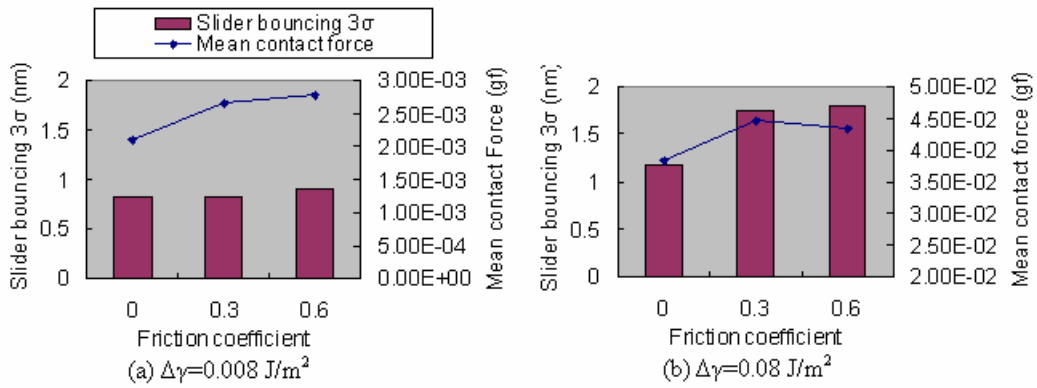 Slider bouncing 3σ
Mean contact force
Slider bouncing 3σ (nm)
2
1.5
1
0.5
0
3.00E-03
2.50E-03
2.00E-03
1.50E-03
1.00E-03
5.00E-04
0.00E+00
Mean contact Force (gf)
0 0.3 0.6
Friction coefficient
(a) Δγ=0.008 J/m²
Slider bouncing 3σ (nm)
2
1.5
1
0.5
0
5.00E-02
4.50E-02
4.00E-02
3.50E-02
3.00E-02
2.50E-02
2.00E-02
Mean contact force (gf)
0 0.3 0.6
Friction coefficient
(b) Δγ=0.08 J/m²